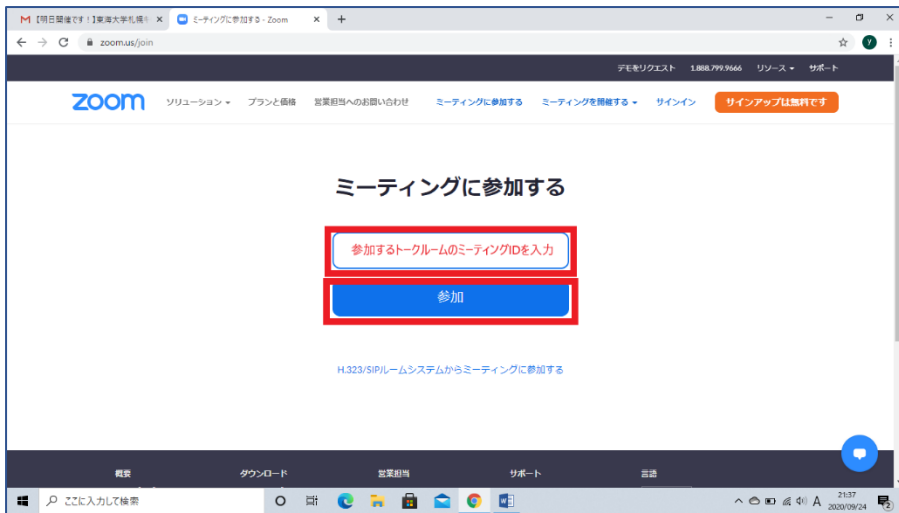 【明日開催です！】東海大学札幌キ
ミーティングに参加する - Zoom
zoom.us/join
Y
デモをリクエスト 1.888.799.9666 リソース サポート
zoom ソリューション プランと価格 営業担当へのお問い合わせ ミーティングに参加する ミーティングを開催する サインイン サインアップは無料です
ミーティングに参加する
参加するトークルームのミーティングIDを入力
参加
H.323/SIPルームシステムからミーティングに参加する
概要 ダウンロード 営業担当 サポート 言語
ここに入力して検索
A 21:37
2020/09/24
2